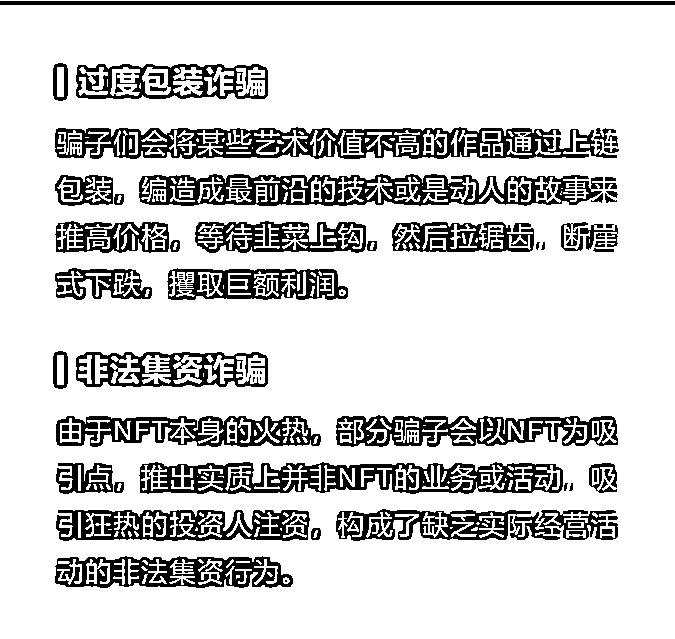 过度包装诈骗
骗子们会将某些艺术价值不高的作品通过上链
包装，编造成最前沿的技术或是动人的故事来
推高价格，等待韭菜上钩，然后拉锯齿，断崖
式下跌，攫取巨额利润。
非法集资诈骗
由于NFT本身的火热，部分骗子会以NFT为吸
引点，推出实质上并非NFT的业务或活动，吸
引狂热的投资人注资，构成了缺乏实际经营活
动的非法集资行为。